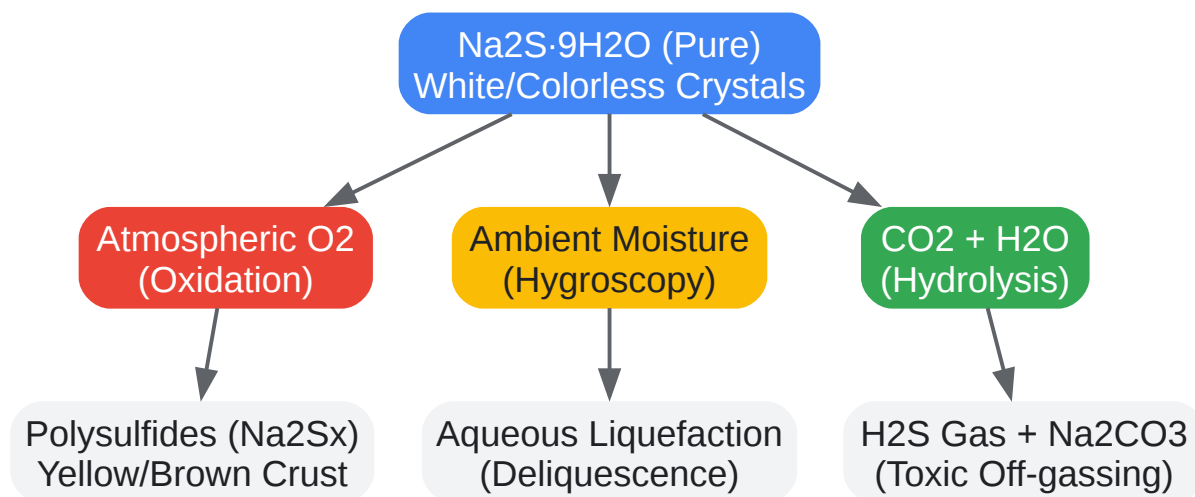 Na2S·9H2O (Pure)
White/Colorless Crystals
Atmospheric O2
(Oxidation)
Ambient Moisture
(Hygroscopy)
CO2 + H2O
(Hydrolysis)
Polysulfides (Na2Sx)
Yellow/Brown Crust
Aqueous Liquefaction
(Deliquescence)
H2S Gas + Na2CO3
(Toxic Off-gassing)